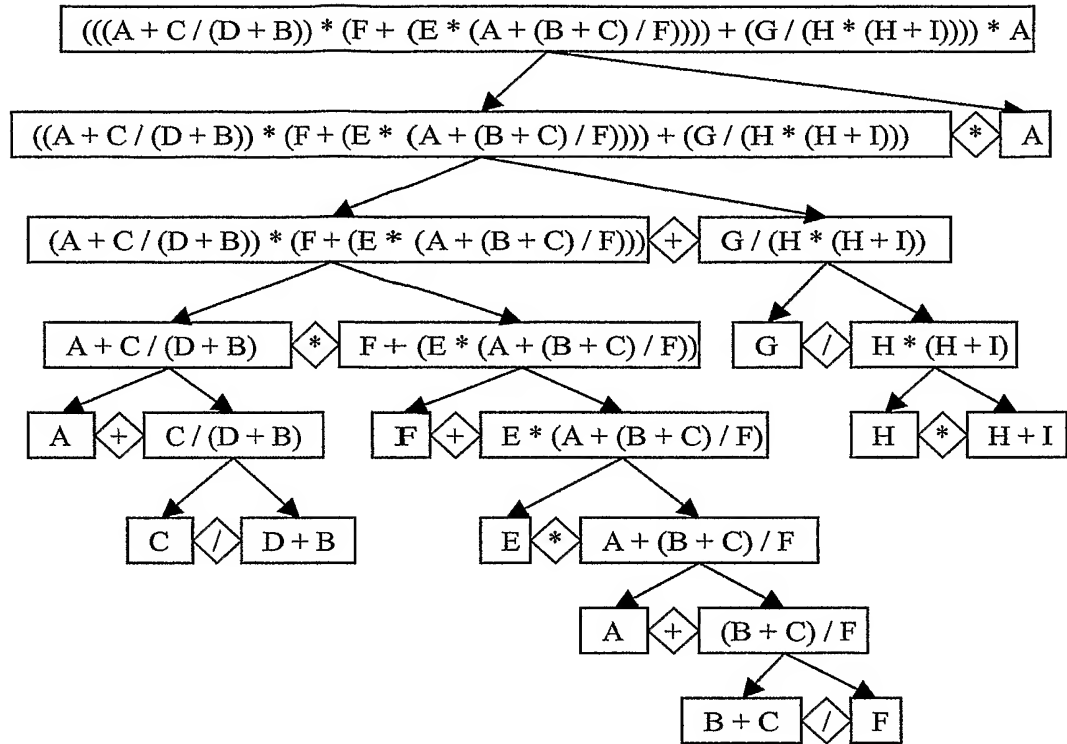 (((A + C / (D + B)) * (F + (E * (A + (B + C) / F)))) + (G / (H * (H + I)))) * A
((A + C / (D + B)) * (F + (E * (A + (B + C) / F)))) + (G / (H * (H + I))) * A
(A + C / (D + B)) * (F + (E * (A + (B + C) / F))) + G / (H * (H + I))
A + C / (D + B) * F + (E * (A + (B + C) / F)) G / H * (H + I)
A + C / (D + B) F + E * (A + (B + C) / F) H * H + I
C / D + B E * A + (B + C) / F
A + (B + C) / F
B + C / F